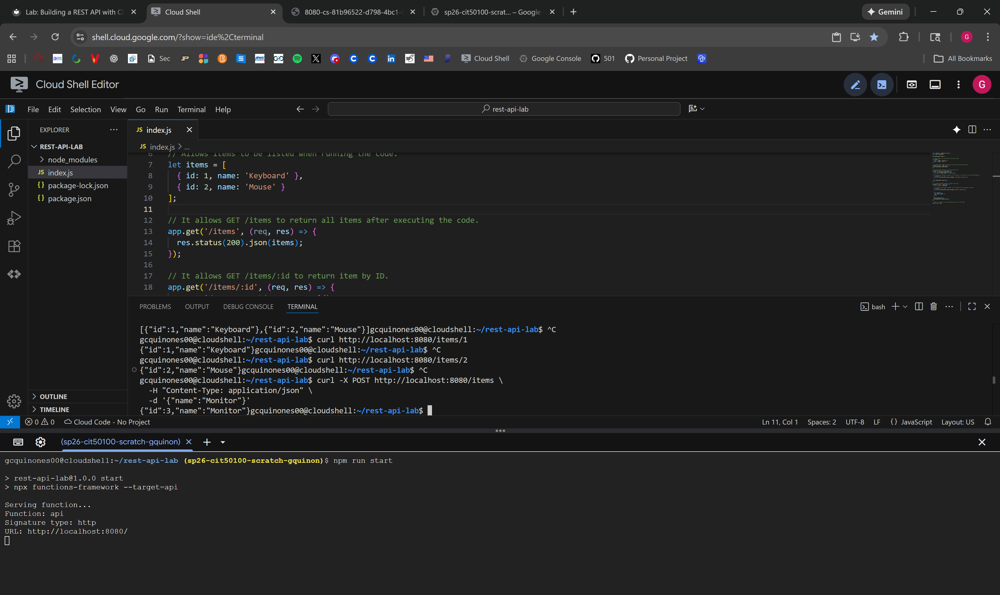 Lab: Building a REST API with Cl
Cloud Shell
8080-cs-81b96522-d798-4bc1-8
sp26-cit50100-scrat... – Google
Gemini
shell.cloud.google.com/?show=ide%2Cterminal
G
aes
Sec
APWU
Cloud Shell
Google Console
501
Personal Project
All Bookmarks
Cloud Shell Editor
G
File Edit Selection View Go Run Terminal Help
rest-api-lab
EXPLORER
JS index.js
REST-API-LAB
JS index.js > ...
node_modules
JS index.js
{} package-lock.json
{} package.json
6 // Allows items to be listed when running the code.
7 let items = [
8 { id: 1, name: 'Keyboard' },
9 { id: 2, name: 'Mouse' }
10 ];
11
12 // It allows GET /items to return all items after executing the code.
13 app.get('/items', (req, res) => {
14 res.status(200).json(items);
15 });
16
17 // It allows GET /items/:id to return item by ID.
18 app.get('/items/:id', (req, res) => {
PROBLEMS OUTPUT DEBUG CONSOLE TERMINAL
bash
[{"id":1,"name":"Keyboard"},{"id":2,"name":"Mouse"}]gcquinones00@cloudshell:~/rest-api-lab$ ^C
gcquinones00@cloudshell:~/rest-api-lab$ curl http://localhost:8080/items/1
{"id":1,"name":"Keyboard"}gcquinones00@cloudshell:~/rest-api-lab$ ^C
gcquinones00@cloudshell:~/rest-api-lab$ curl http://localhost:8080/items/2
{"id":2,"name":"Mouse"}gcquinones00@cloudshell:~/rest-api-lab$ ^C
gcquinones00@cloudshell:~/rest-api-lab$ curl -X POST http://localhost:8080/items \
-H "Content-Type: application/json" \
-d '{"name":"Monitor"}'
{"id":3,"name":"Monitor"}gcquinones00@cloudshell:~/rest-api-lab$
OUTLINE
TIMELINE
0 0 Cloud Code - No Project
Ln 11, Col 1 Spaces: 2 UTF-8 LF {} JavaScript Layout: US
(sp26-cit50100-scratch-gquinon)
gcquinones00@cloudshell:~/rest-api-lab (sp26-cit50100-scratch-gquinon)$ npm run start
> rest-api-lab@1.0.0 start
> npx functions-framework --target=api
Serving function...
Function: api
Signature type: http
URL: http://localhost:8080/